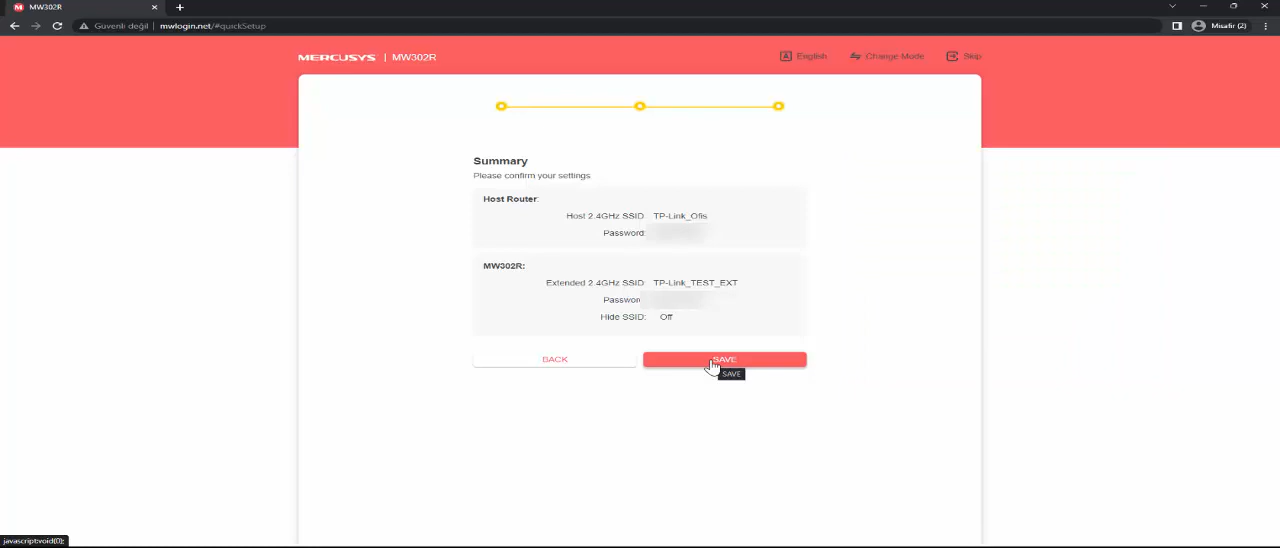 MW302R
Güvenli değil | mwlogin.net/#quickSetup
Misafir (2)
MERCUSYS | MW302R
English
Change Mode
Skip
Summary
Please confirm your settings
Host Router:
Host 2.4GHz SSID TP-Link_Ofis
Password:
MW302R:
Extended 2.4GHz SSID: TP-Link_TEST_EXT
Password
Hide SSID: Off
BACK
SAVE
SAVE
javascript:void(0);